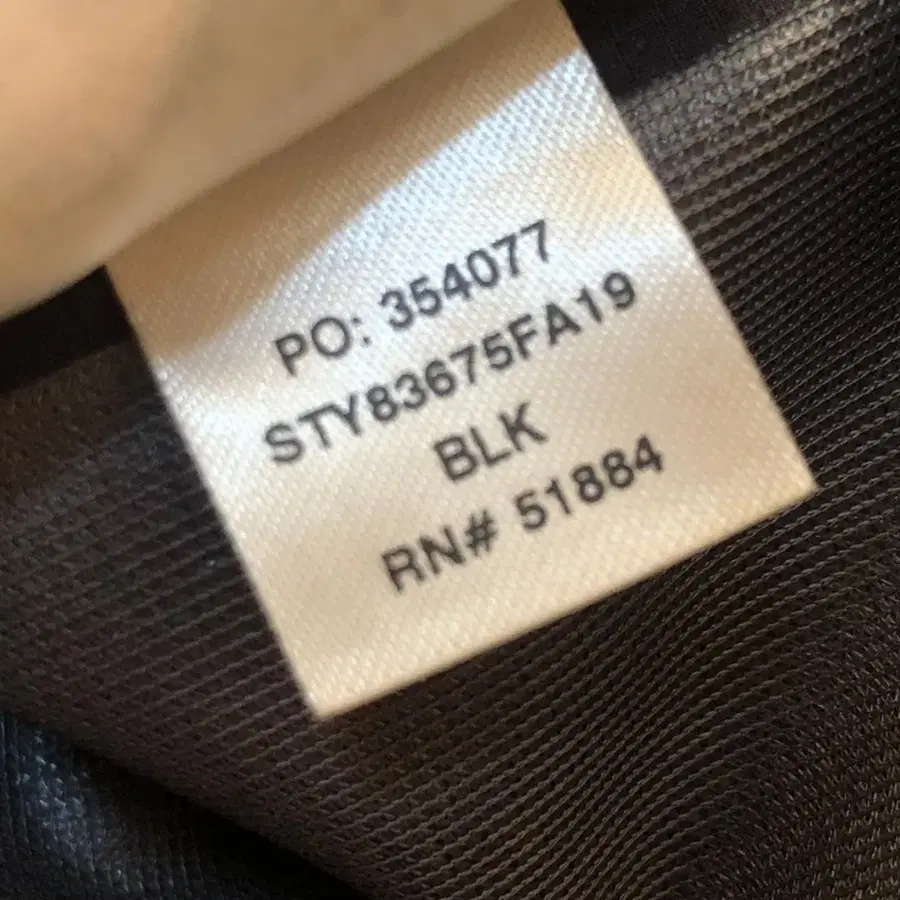 PO: 354077
STY83675FA19
BLK
RN# 51884